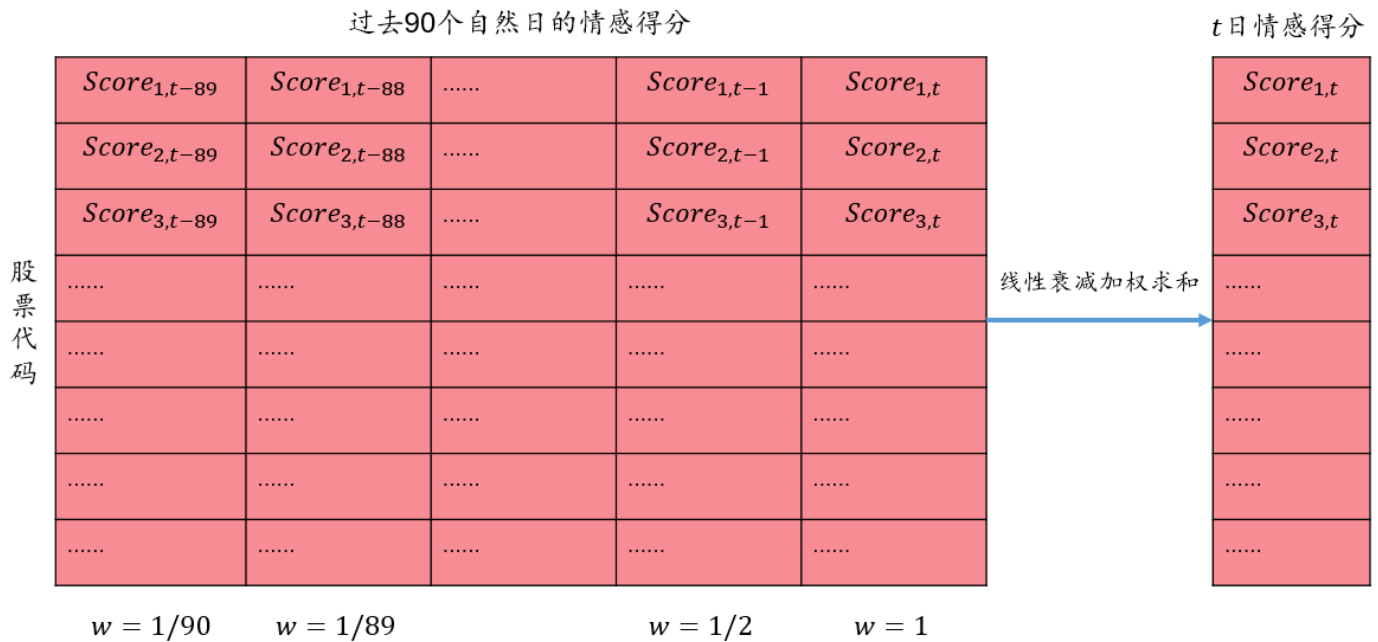 过去90个自然日的情感得分 t日情感得分
Score₁,ₜ₋₈₉ Score₁,ₜ₋₈₈ …… Score₁,ₜ₋₁ Score₁,ₜ Score₁,ₜ
Score₂,ₜ₋₈₉ Score₂,ₜ₋₈₈ …… Score₂,ₜ₋₁ Score₂,ₜ Score₂,ₜ
Score₃,ₜ₋₈₉ Score₃,ₜ₋₈₈ …… Score₃,ₜ₋₁ Score₃,ₜ Score₃,ₜ
股票代码
线性衰减加权求和
…… …… …… …… …… ……
…… …… …… …… …… ……
…… …… …… …… …… ……
…… …… …… …… …… ……
…… …… …… …… …… ……
w = 1/90 w = 1/89 w = 1/2 w = 1